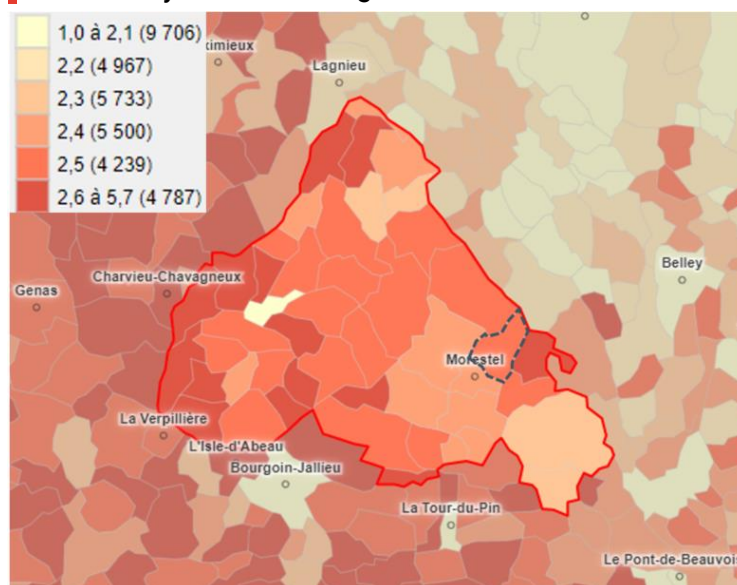 1,0 à 2,1 (9 706)
2,2 (4 967)
2,3 (5 733)
2,4 (5 500)
2,5 (4 239)
2,6 à 5,7 (4 787)
Lagnieu
Belley
Charvieu-Chavagneux
Genas
Morestel
La Verpillière
L'Isle-d'Abeau
Bourgoin-Jallieu
La Tour-du-Pin
Le Pont-de-Beauvois